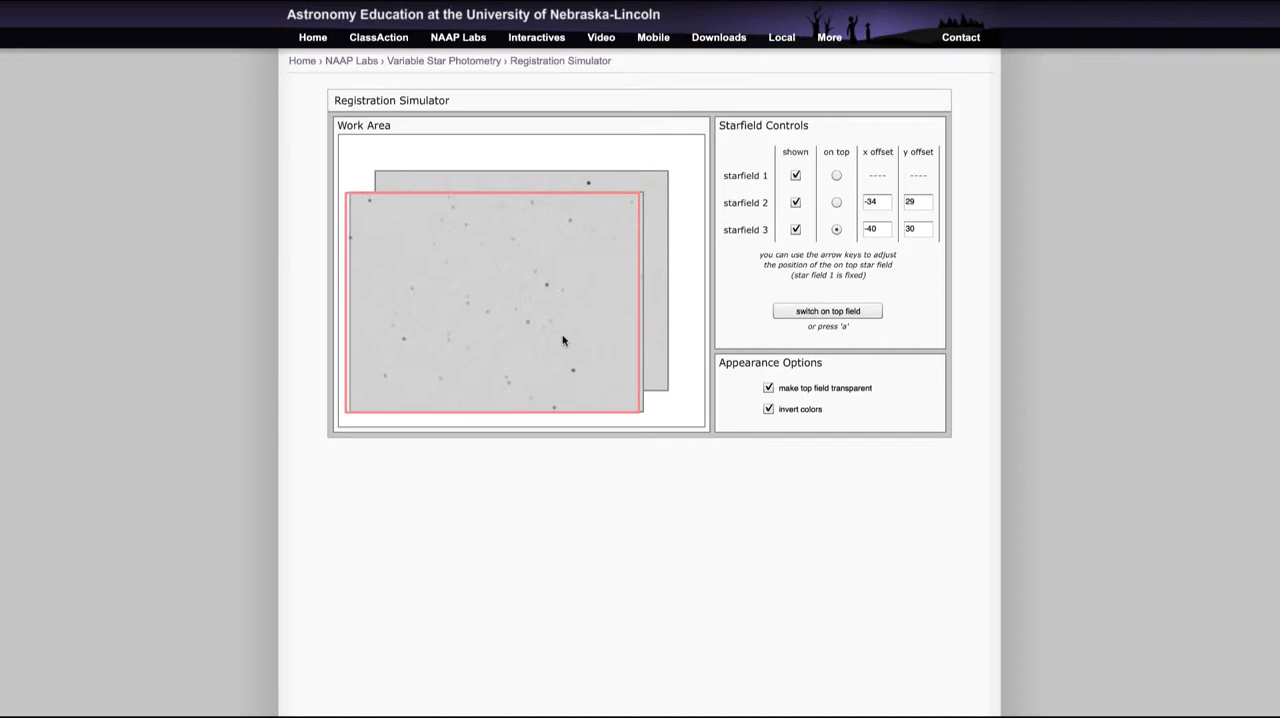 Astronomy Education at the University of Nebraska-Lincoln
Home ClassAction NAAP Labs Interactives Video Mobile Downloads Local More Contact
Home › NAAP Labs › Variable Star Photometry › Registration Simulator
Registration Simulator
Work Area
Starfield Controls
shown on top x offset y offset
starfield 1 ---- ----
starfield 2 -34 29
starfield 3 -40 30
you can use the arrow keys to adjust
the position of the on top star field
(star field 1 is fixed)
switch on top field
or press 'a'
Appearance Options
make top field transparent
invert colors